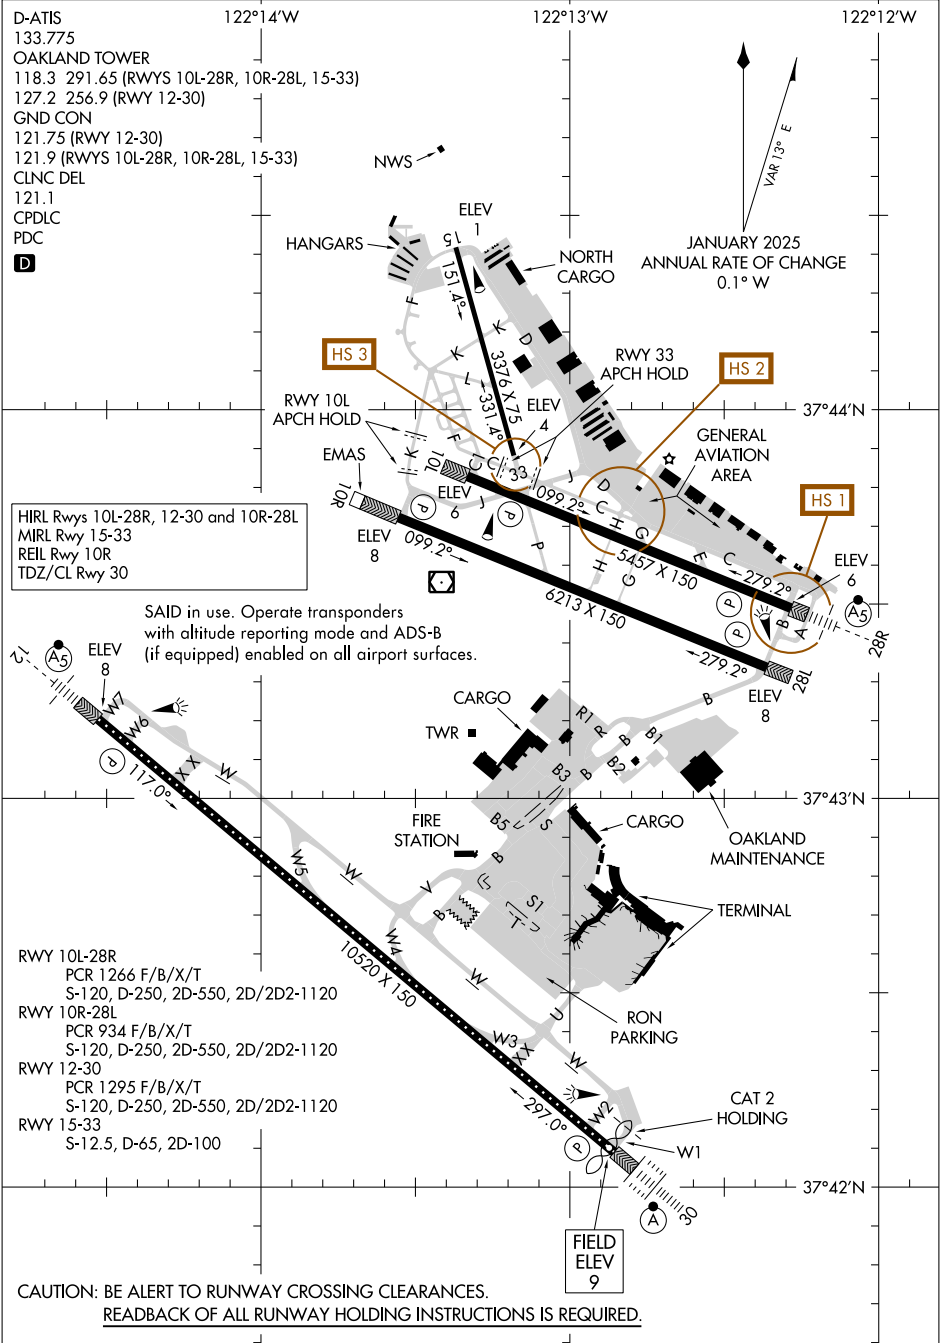 D-ATIS
133.775
OAKLAND TOWER
118.3 291.65 (RWYS 10L-28R, 10R-28L, 15-33)
127.2 256.9 (RWY 12-30)
GND CON
121.75 (RWY 12-30)
121.9 (RWYS 10L-28R, 10R-28L, 15-33)
CLNC DEL
121.1
CPDLC
PDC
D
122°14'W
122°13'W
122°12'W
VAR 13° E
JANUARY 2025
ANNUAL RATE OF CHANGE
0.1° W
NWS
HANGARS
ELEV
1
15
151.4°
NORTH
CARGO
F
K
D
K
L
3376 X 75
331.4°
HS 3
RWY 33
APCH HOLD
HS 2
RWY 10L
APCH HOLD
ELEV
4
37°44'N
GENERAL
AVIATION
AREA
EMAS
K
F
10L
C
C
33
J
D
HS 1
10R
P
ELEV
6
J
P
099.2°
C
H
G
ELEV
8
099.2°
P
H
G
5457 X 150
E
C
279.2°
ELEV
6
6213 X 150
P
P
B
A
A5
28R
279.2°
28L
ELEV
8
HIRL Rwys 10L-28R, 12-30 and 10R-28L
MIRL Rwy 15-33
REIL Rwy 10R
TDZ/CL Rwy 30
SAID in use. Operate transponders
with altitude reporting mode and ADS-B
(if equipped) enabled on all airport surfaces.
12
A5
ELEV
8
W7
W6
P
117.0°
XX
W
CARGO
TWR
R1
R
B
B1
B
B2
B3
B
B5
S
37°43'N
FIRE
STATION
CARGO
OAKLAND
MAINTENANCE
W5
W
V
B
B
S1
T
TERMINAL
W4
10520 X 150
W
U
RON
PARKING
W3
XX
W
297.0°
W2
P
CAT 2
HOLDING
W1
37°42'N
A
30
FIELD
ELEV
9
RWY 10L-28R
PCR 1266 F/B/X/T
S-120, D-250, 2D-550, 2D/2D2-1120
RWY 10R-28L
PCR 934 F/B/X/T
S-120, D-250, 2D-550, 2D/2D2-1120
RWY 12-30
PCR 1295 F/B/X/T
S-120, D-250, 2D-550, 2D/2D2-1120
RWY 15-33
S-12.5, D-65, 2D-100
CAUTION: BE ALERT TO RUNWAY CROSSING CLEARANCES.
READBACK OF ALL RUNWAY HOLDING INSTRUCTIONS IS REQUIRED.